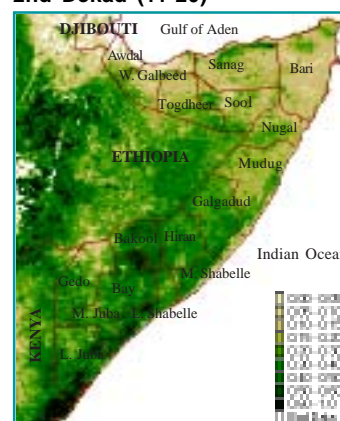 2nd Dekad (11-20)
DJIBOUTI Gulf of Aden
Awdal
Sanag
Bari
W. Galbeed
Togdheer Sool
Nugal
ETHIOPIA
Mudug
Galgadud
Bakool Hiran
Indian Ocea
M. Shabelle
Gedo
Bay
M. Juba L. Shabelle
KENYA
L. Juba